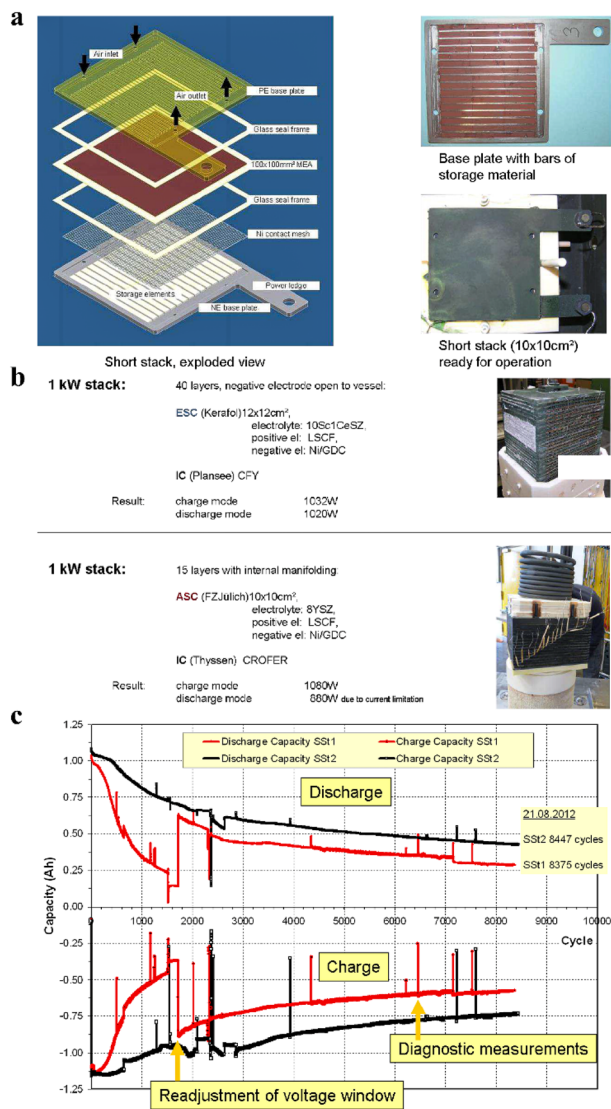 a
Air inlet
Air outlet
PE base plate
Glass seal frame
100x100mm² MEA
Glass seal frame
Ni contact mesh
Power lodge
Storage elements
NE base plate
Short stack, exploded view
Base plate with bars of
storage material
Short stack (10x10cm²)
ready for operation
b
1 kW stack:
40 layers, negative electrode open to vessel:
ESC (Kerafol)12x12cm²,
electrolyte: 10Sc1CeSZ,
positive el: LSCF,
negative el: Ni/GDC
IC (Plansee) CFY
Result: charge mode 1032W
discharge mode 1020W
1 kW stack:
15 layers with internal manifolding:
ASC (FZJülich)10x10cm²,
electrolyte: 8YSZ,
positive el: LSCF,
negative el: Ni/GDC
IC (Thyssen) CROFER
Result: charge mode 1080W
discharge mode 880W due to current limitation
c
Capacity (Ah)
1.25
1.00
0.75
0.50
0.25
0.00
-0.25
-0.50
-0.75
-1.00
-1.25
Discharge Capacity SSt1
Charge Capacity SSt1
Discharge Capacity SSt2
Charge Capacity SSt2
Discharge
21.08.2012
SSt2 8447 cycles
SSt1 8375 cycles
0 1000 2000 3000 4000 5000 6000 7000 8000 9000 10000
Cycle
Charge
Diagnostic measurements
Readjustment of voltage window